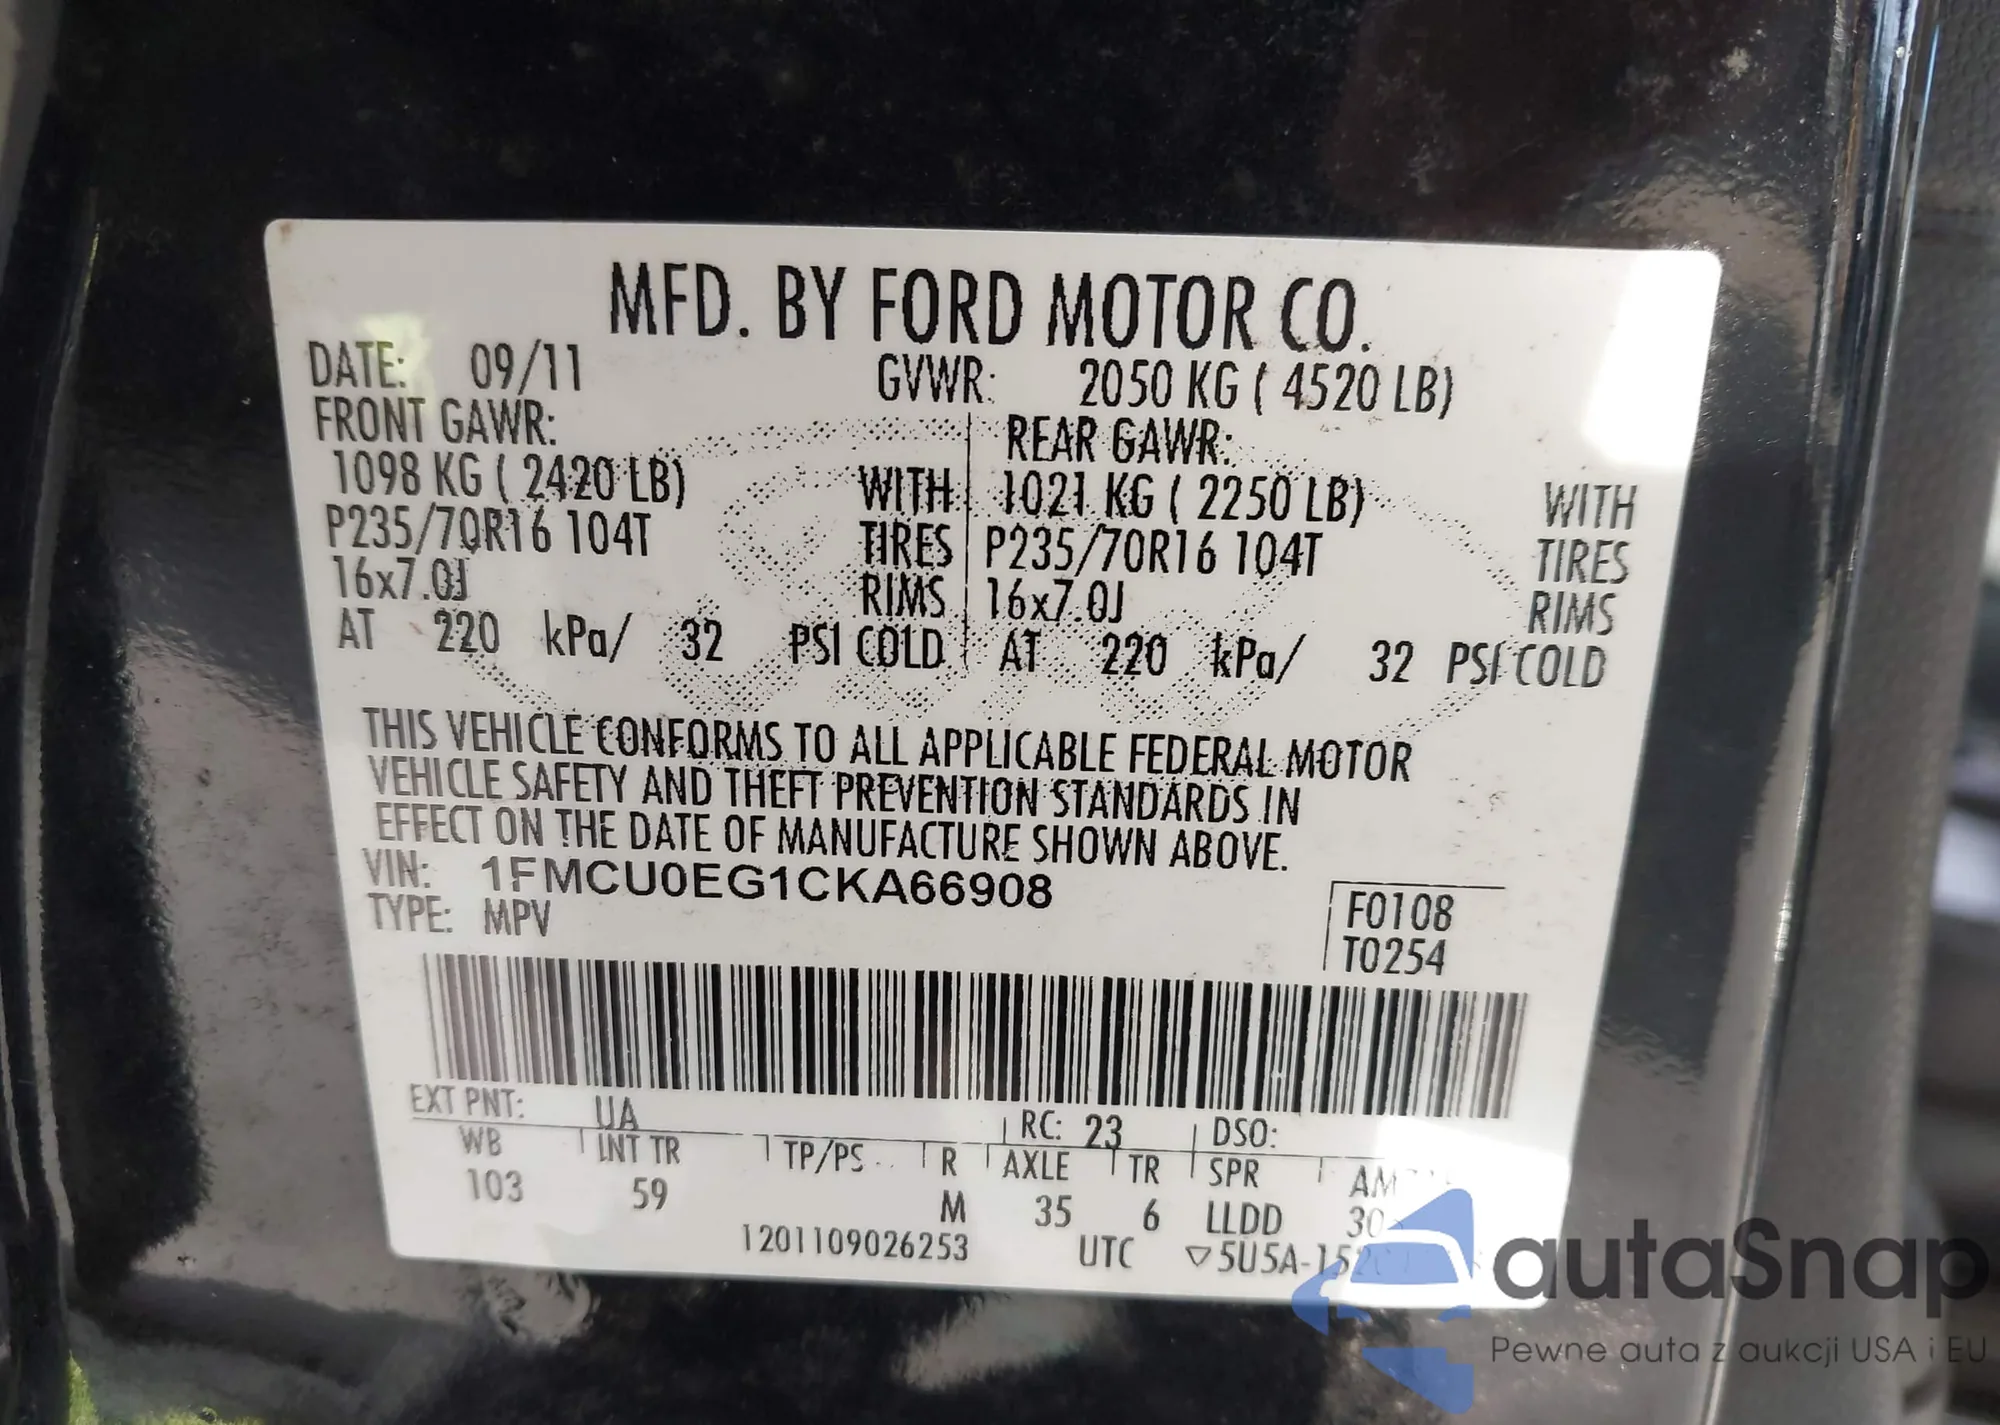 MFD. BY FORD MOTOR CO.
DATE: 09/11 GVWR: 2050 KG ( 4520 LB)
FRONT GAWR: REAR GAWR:
1098 KG ( 2420 LB) WITH 1021 KG ( 2250 LB) WITH
P235/70R16 104T TIRES P235/70R16 104T TIRES
16x7.0J RIMS 16x7.0J RIMS
AT 220 kPa/ 32 PSI COLD AT 220 kPa/ 32 PSI COLD
THIS VEHICLE CONFORMS TO ALL APPLICABLE FEDERAL MOTOR
VEHICLE SAFETY AND THEFT PREVENTION STANDARDS IN
EFFECT ON THE DATE OF MANUFACTURE SHOWN ABOVE.
VIN: 1FMCU0EG1CKA66908
TYPE: MPV
F0108
T0254
EXT PNT: UA RC: 23 DSO:
WB INT TR TP/PS R AXLE TR SPR
103 59 M 35 6 LLDD
1201109026253 UTC
autaSnap
Pewne auta z aukcji USA i EU